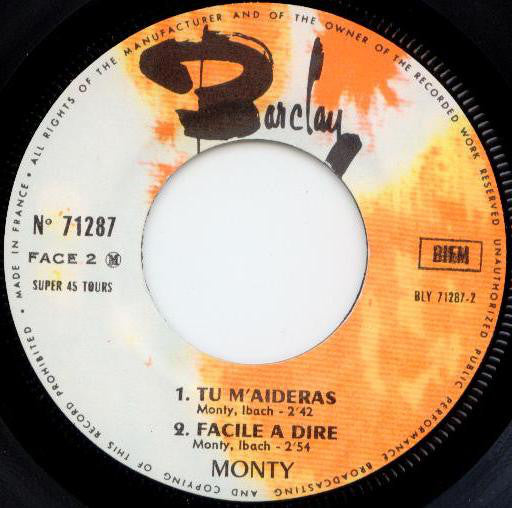 ALL RIGHTS OF THE MANUFACTURER AND OF THE OWNER OF THE RECORDED WORK RESERVED UNAUTHORIZED PUBLIC PERFORMANCE BROADCASTING AND COPYING OF THIS RECORD PROHIBITED • MADE IN FRANCE •
Barclay
Nº 71287
FACE 2 M
SUPER 45 TOURS
BIEM
BLY 71287-2
1. TU M'AIDERAS
Monty, Ibach - 2'42
2. FACILE A DIRE
Monty, Ibach - 2'54
MONTY